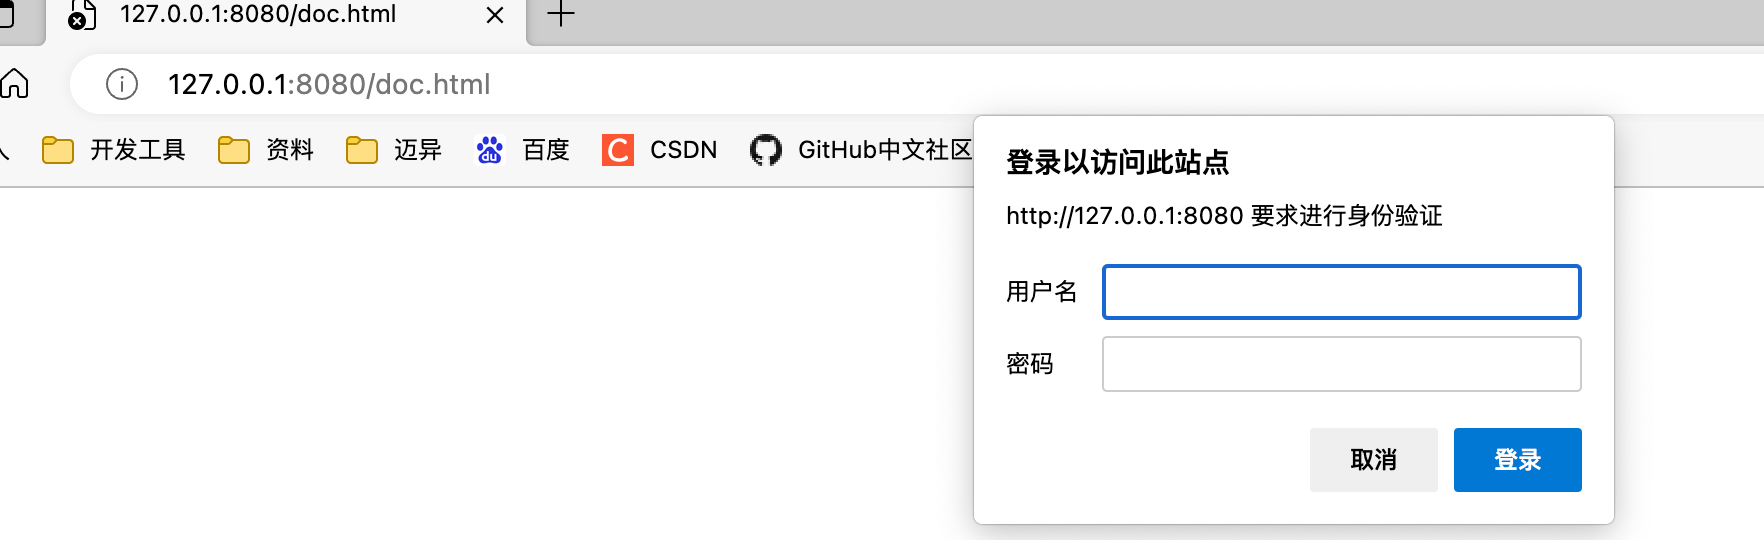 127.0.0.1:8080/doc.html
127.0.0.1:8080/doc.html
开发工具 资料 迈异 百度 CSDN GitHub中文社区
登录以访问此站点
http://127.0.0.1:8080 要求进行身份验证
用户名
密码
取消 登录